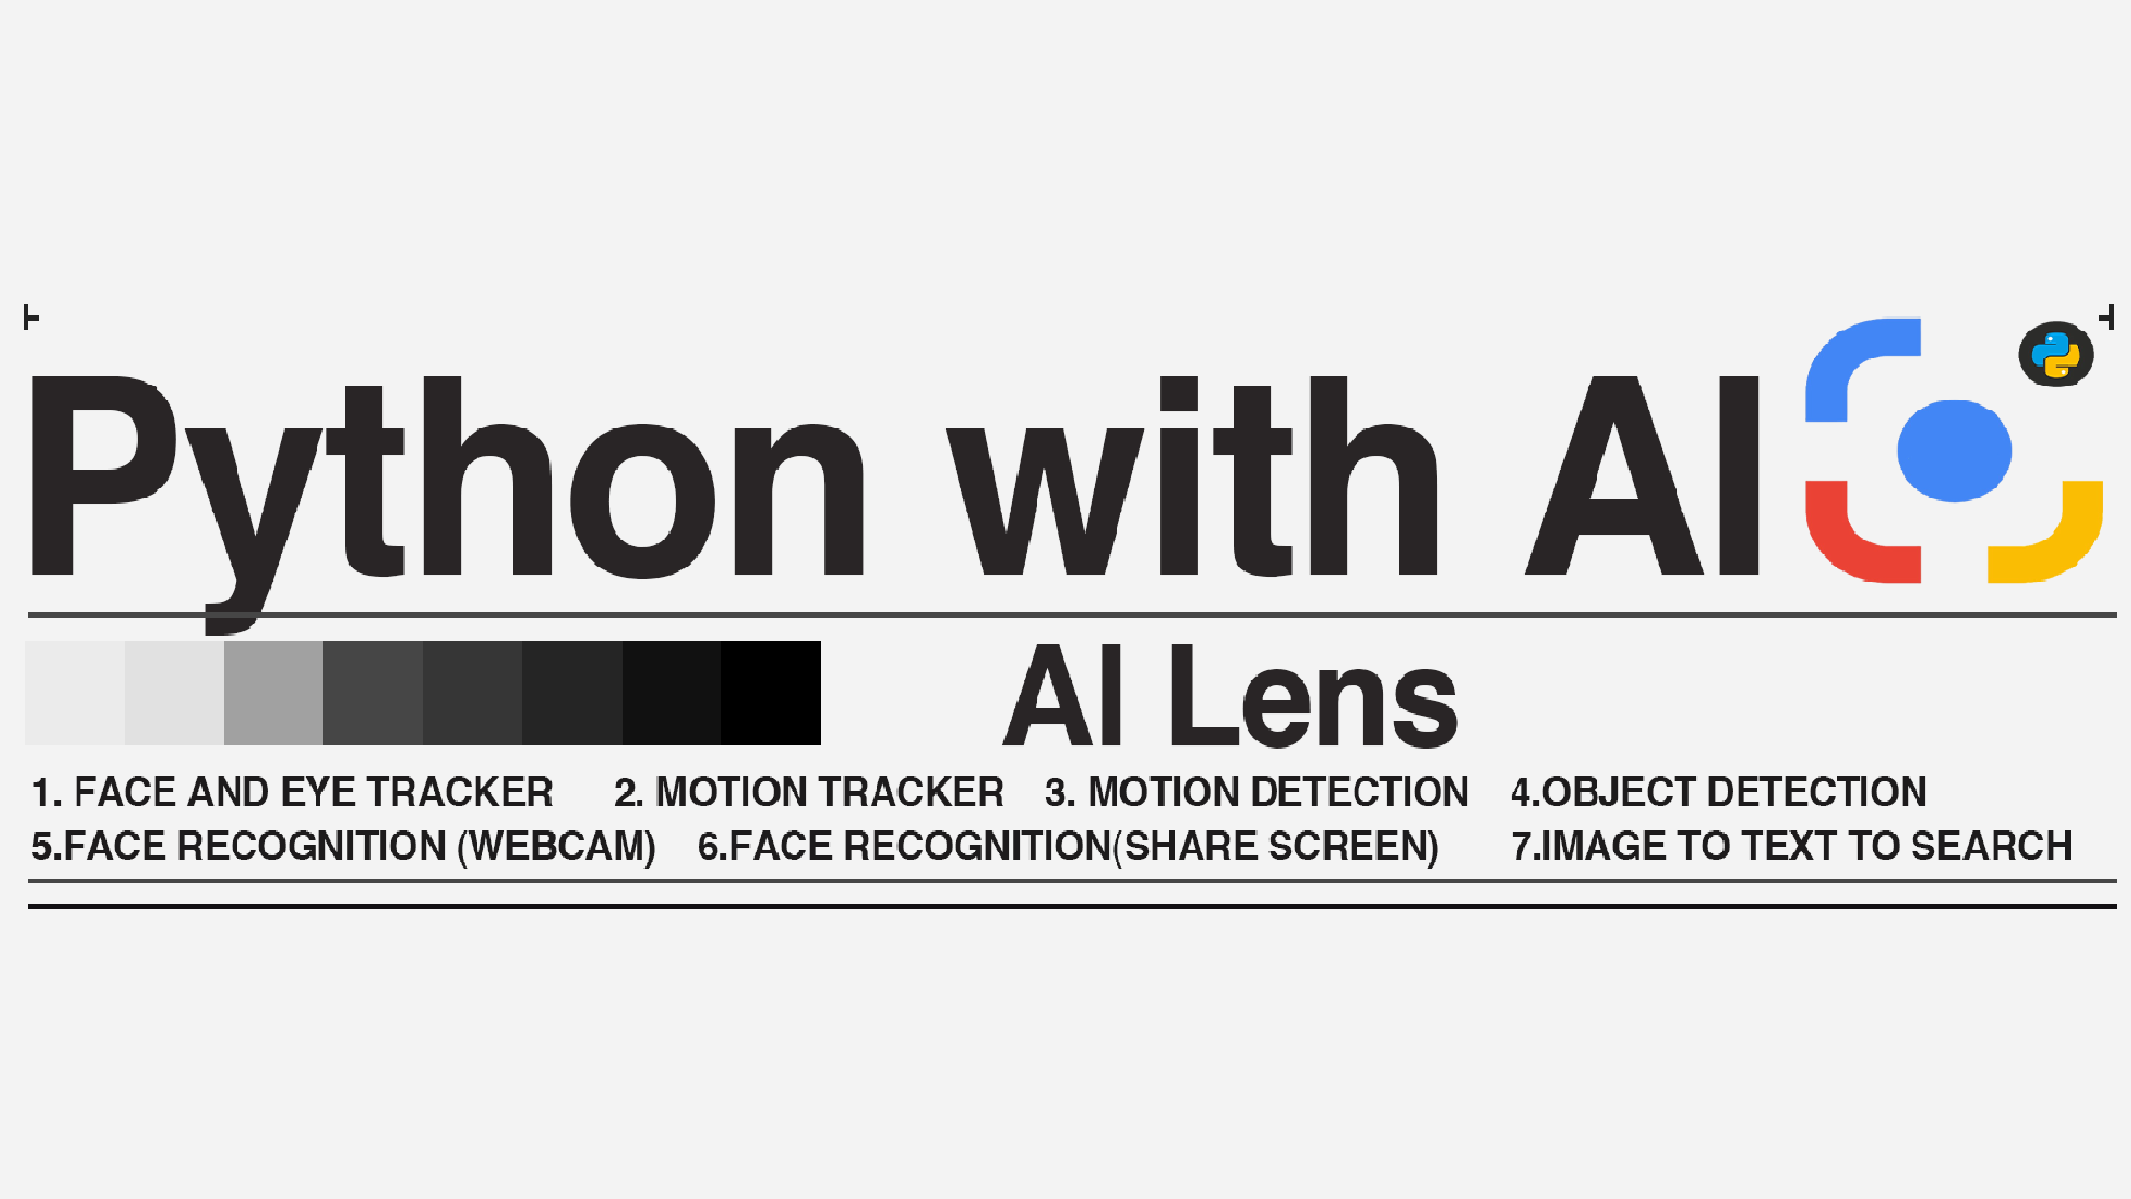 Python with AI
AI Lens
1. FACE AND EYE TRACKER 2. MOTION TRACKER 3. MOTION DETECTION 4.OBJECT DETECTION
5.FACE RECOGNITION (WEBCAM) 6.FACE RECOGNITION(SHARE SCREEN) 7.IMAGE TO TEXT TO SEARCH